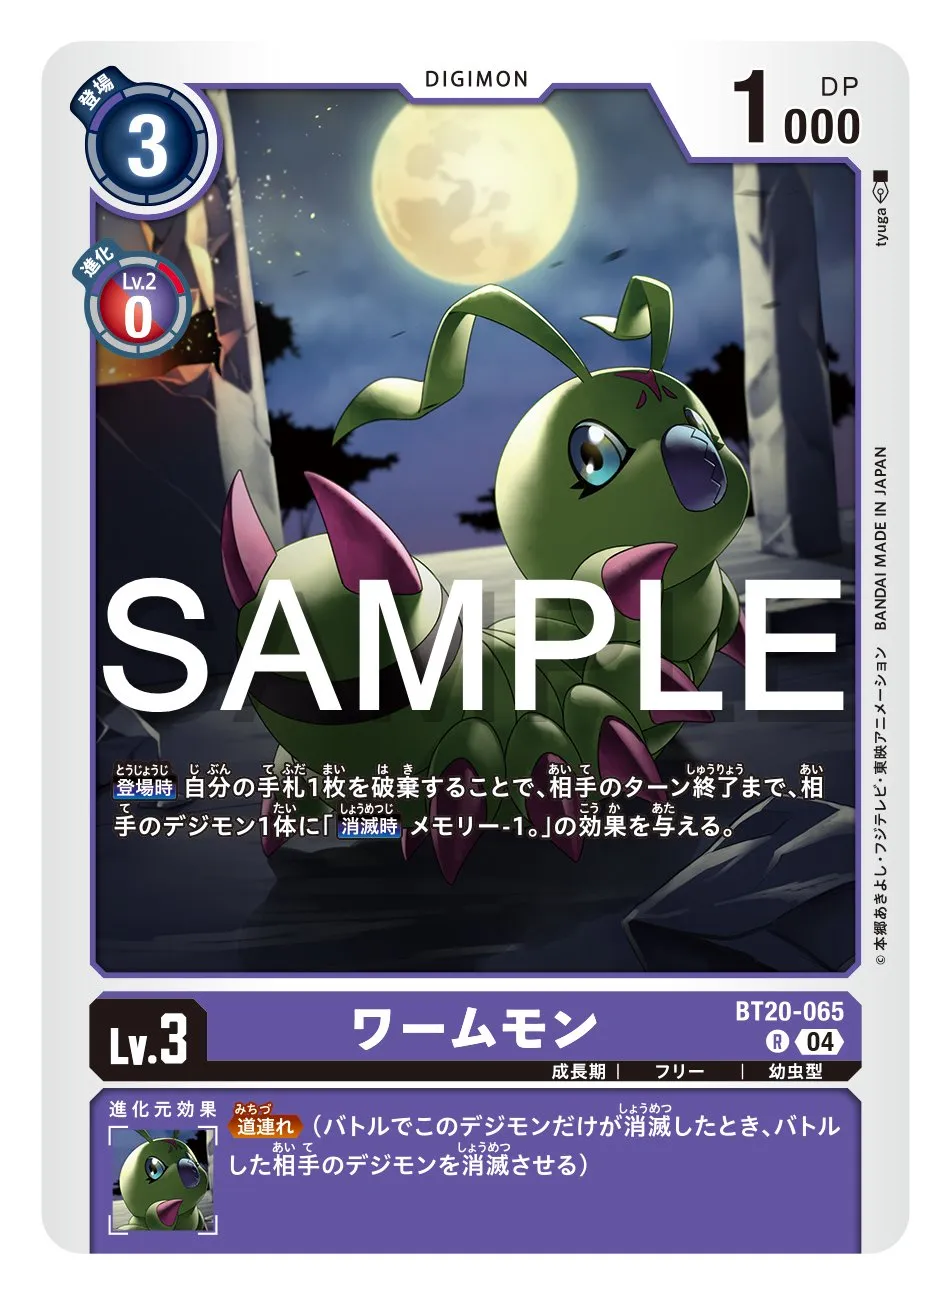 DIGIMON
登場
3
1000
DP
進化
Lv.2
0
tyuga
BANDAI MADE IN JAPAN
©本郷あきよし・フジテレビ・東映アニメーション
SAMPLE
登場時 自分の手札1枚を破棄することで、相手のターン終了まで、相
手のデジモン1体に「消滅時 メモリー-1。」の効果を与える。
Lv.3
ワームモン
BT20-065
R 04
成長期 | フリー | 幼虫型
進化元効果
道連れ (バトルでこのデジモンだけが消滅したとき、バトル
した相手のデジモンを消滅させる)